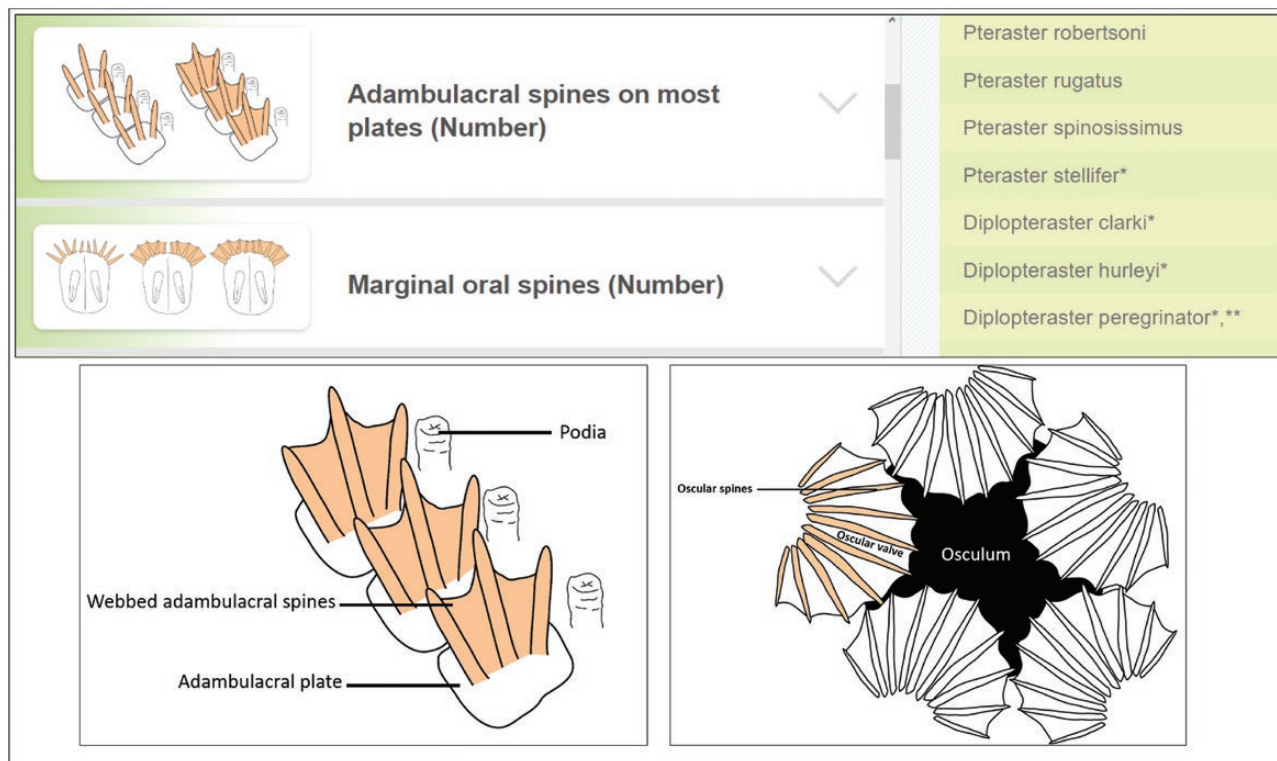 Adambulacral spines on most
plates (Number)
Marginal oral spines (Number)
Pteraster robertsoni
Pteraster rugatus
Pteraster spinosissimus
Pteraster stellifer*
Diplopteraster clarki*
Diplopteraster hurleyi*
Diplopteraster peregrinator*,**
Podia
Webbed adambulacral spines
Adambulacral plate
Oscular spines
Oscular valve
Osculum